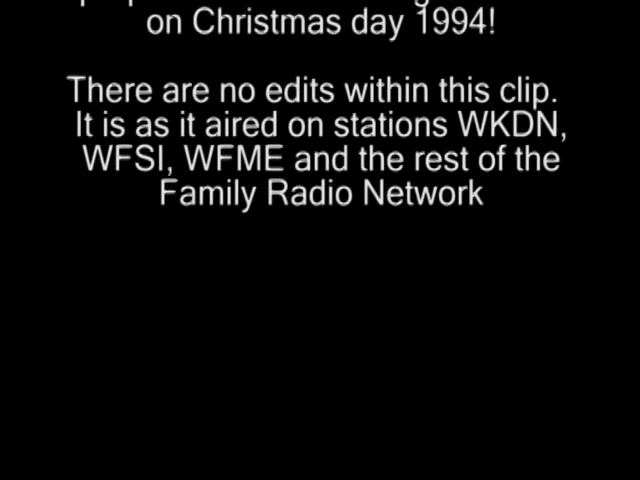 on Christmas day 1994!
There are no edits within this clip.
It is as it aired on stations WKDN,
WFSI, WFME and the rest of the
Family Radio Network